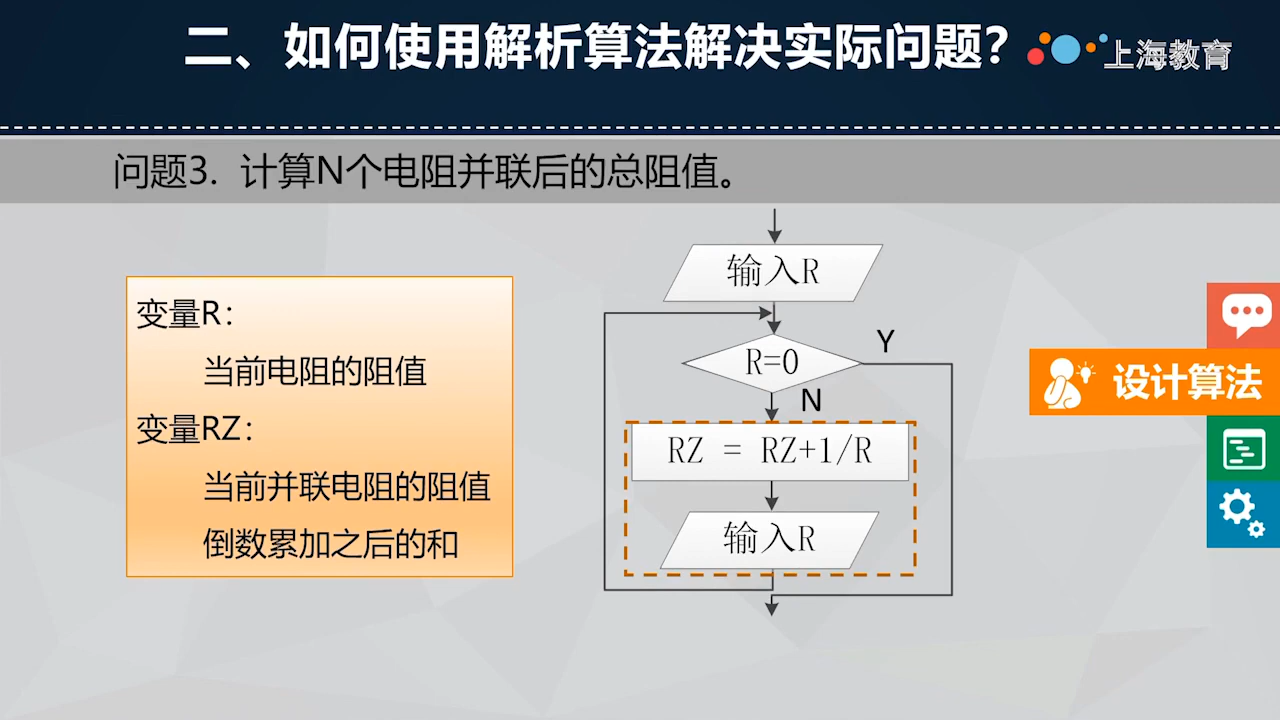 二、如何使用解析算法解决实际问题？
上海教育
问题3. 计算N个电阻并联后的总阻值。
变量R：
当前电阻的阻值
变量RZ：
当前并联电阻的阻值
倒数累加之后的和
输入R
R=0
Y
N
RZ = RZ+1/R
输入R
设计算法